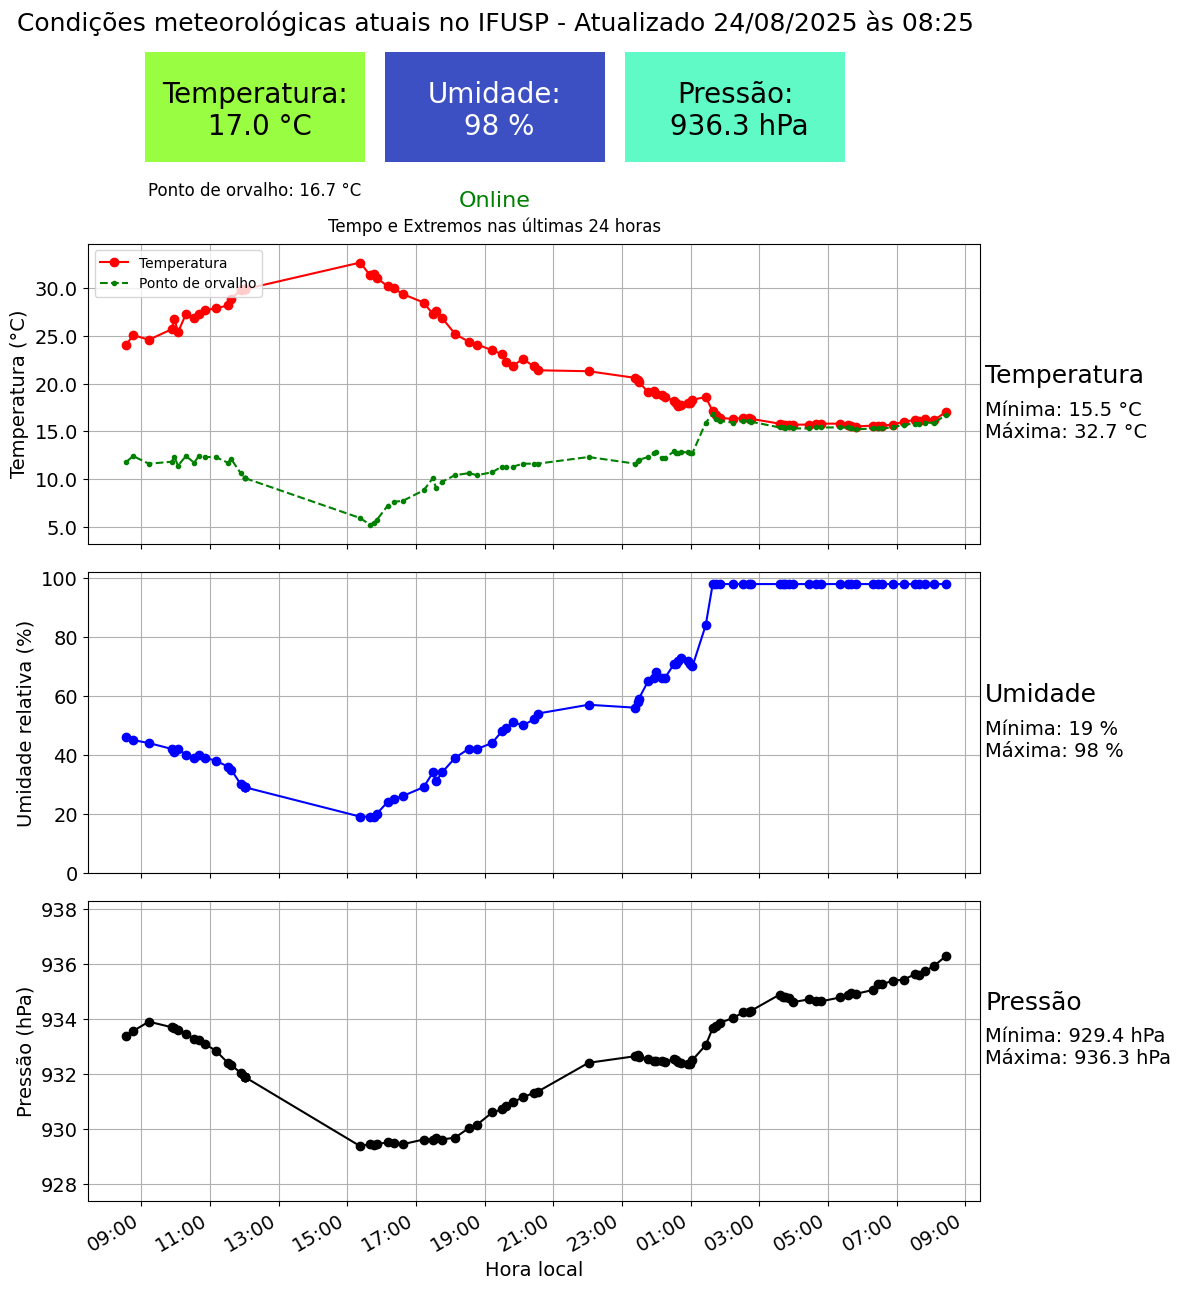 Condições meteorológicas atuais no IFUSP - Atualizado 24/08/2025 às 08:25
Temperatura:
17.0 °C
Umidade:
98 %
Pressão:
936.3 hPa
Ponto de orvalho: 16.7 °C
Online
Tempo e Extremos nas últimas 24 horas
Temperatura
Ponto de orvalho
Temperatura (°C)
30.0
25.0
20.0
15.0
10.0
5.0
Temperatura
Mínima: 15.5 °C
Máxima: 32.7 °C
Umidade relativa (%)
100
80
60
40
20
0
Umidade
Mínima: 19 %
Máxima: 98 %
Pressão (hPa)
938
936
934
932
930
928
Pressão
Mínima: 929.4 hPa
Máxima: 936.3 hPa
09:00
11:00
13:00
15:00
17:00
19:00
21:00
23:00
01:00
03:00
05:00
07:00
09:00
Hora local